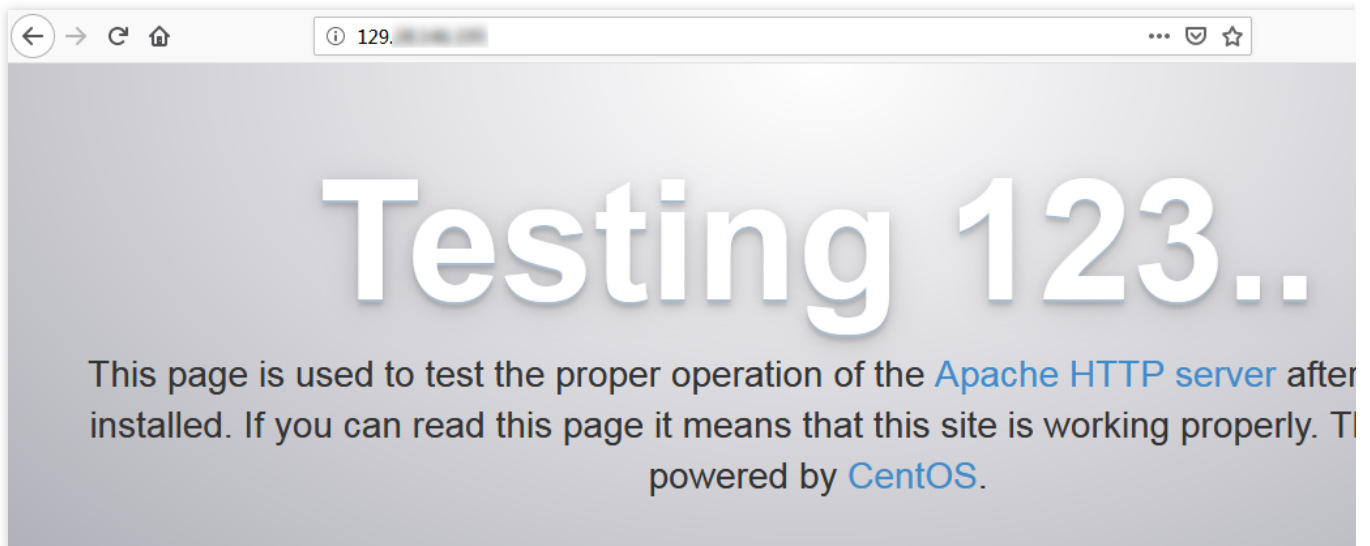 129.
Testing 123..
This page is used to test the proper operation of the Apache HTTP server after
installed. If you can read this page it means that this site is working properly.
powered by CentOS.